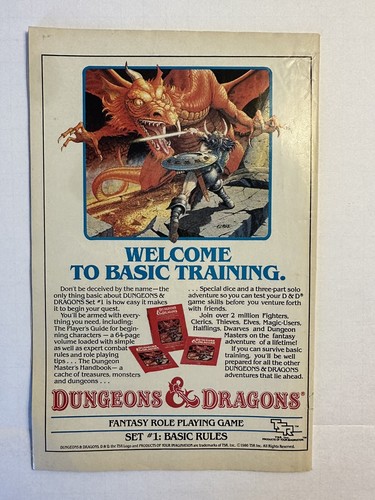 WELCOME
TO BASIC TRAINING.
Don't be deceived by the name—the
only thing basic about DUNGEONS &
DRAGONS Set #1 is how easy it makes
it to begin your quest.
You'll be armed with every-
thing you need, including:
The Player's Guide for begin-
ning characters — a 64-page
volume loaded with simple
as well as expert combat
rules and role playing
tips . . . The Dungeon
Master's Handbook—a
cache of treasures, monsters
and dungeons . . .
. . . Special dice and a three-part solo
adventure so you can test your D&D®
game skills before you venture forth
with friends.
Join over 2 million Fighters,
Clerics, Thieves, Elves, Magic-Users,
Halflings, Dwarves and Dungeon
Masters on the fantasy
adventure of a lifetime!
If you can survive basic
training, you'll be well
prepared for all the other
DUNGEONS & DRAGONS
adventures that lie ahead.
DUNGEONS & DRAGONS®
FANTASY ROLE PLAYING GAME
SET #1: BASIC RULES
TSR